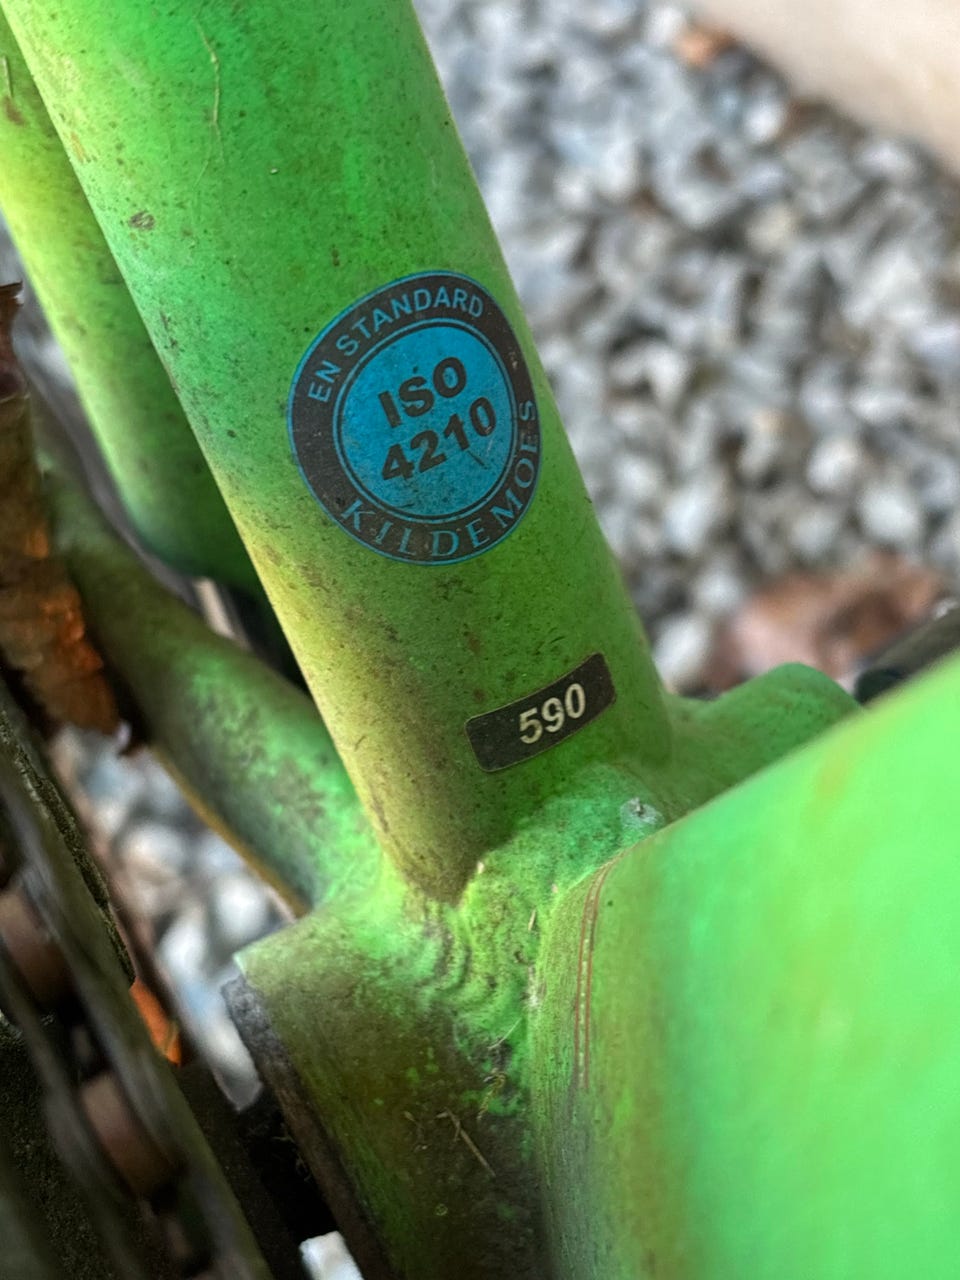 EN STANDARD
ISO
4210
KILDEMOES
590